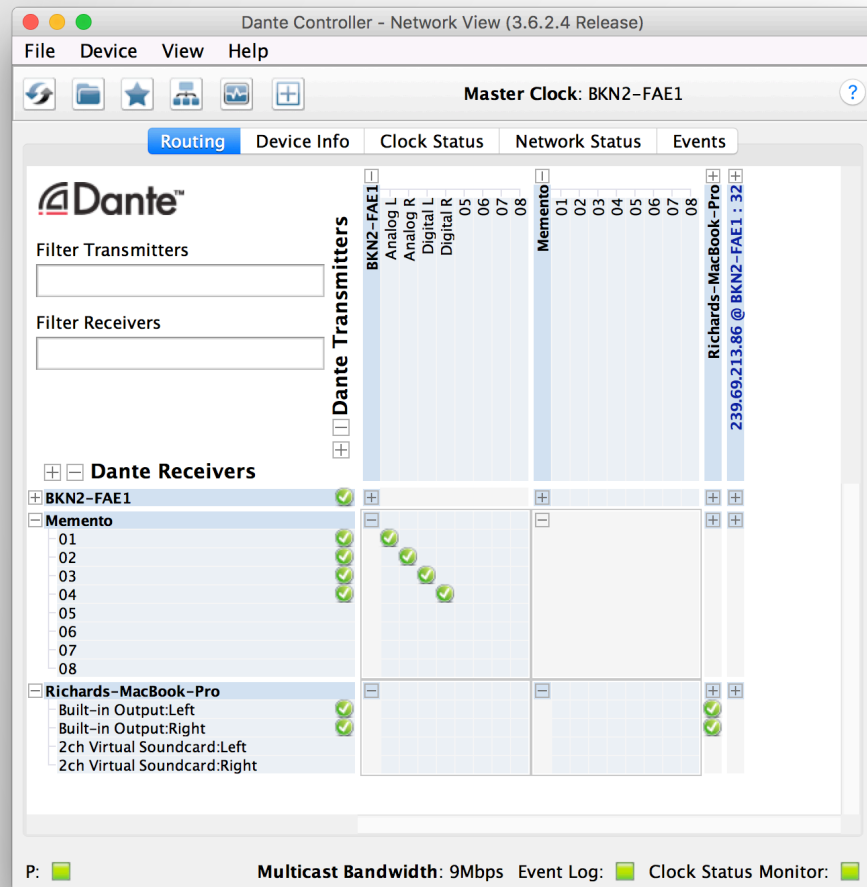 Dante Controller - Network View (3.6.2.4 Release)
File Device View Help
Master Clock: BKN2-FAE1
?
Routing Device Info Clock Status Network Status Events
Dante™
Filter Transmitters
Filter Receivers
Dante Transmitters
BKN2-FAE1
Analog L
Analog R
Digital L
Digital R
05
06
07
08
Memento
01
02
03
04
05
06
07
08
Richards-MacBook-Pro
239.69.213.86 @ BKN2-FAE1 : 32
Dante Receivers
BKN2-FAE1
Memento
01
02
03
04
05
06
07
08
Richards-MacBook-Pro
Built-in Output:Left
Built-in Output:Right
2ch Virtual Soundcard:Left
2ch Virtual Soundcard:Right
P: Multicast Bandwidth: 9Mbps Event Log: Clock Status Monitor: